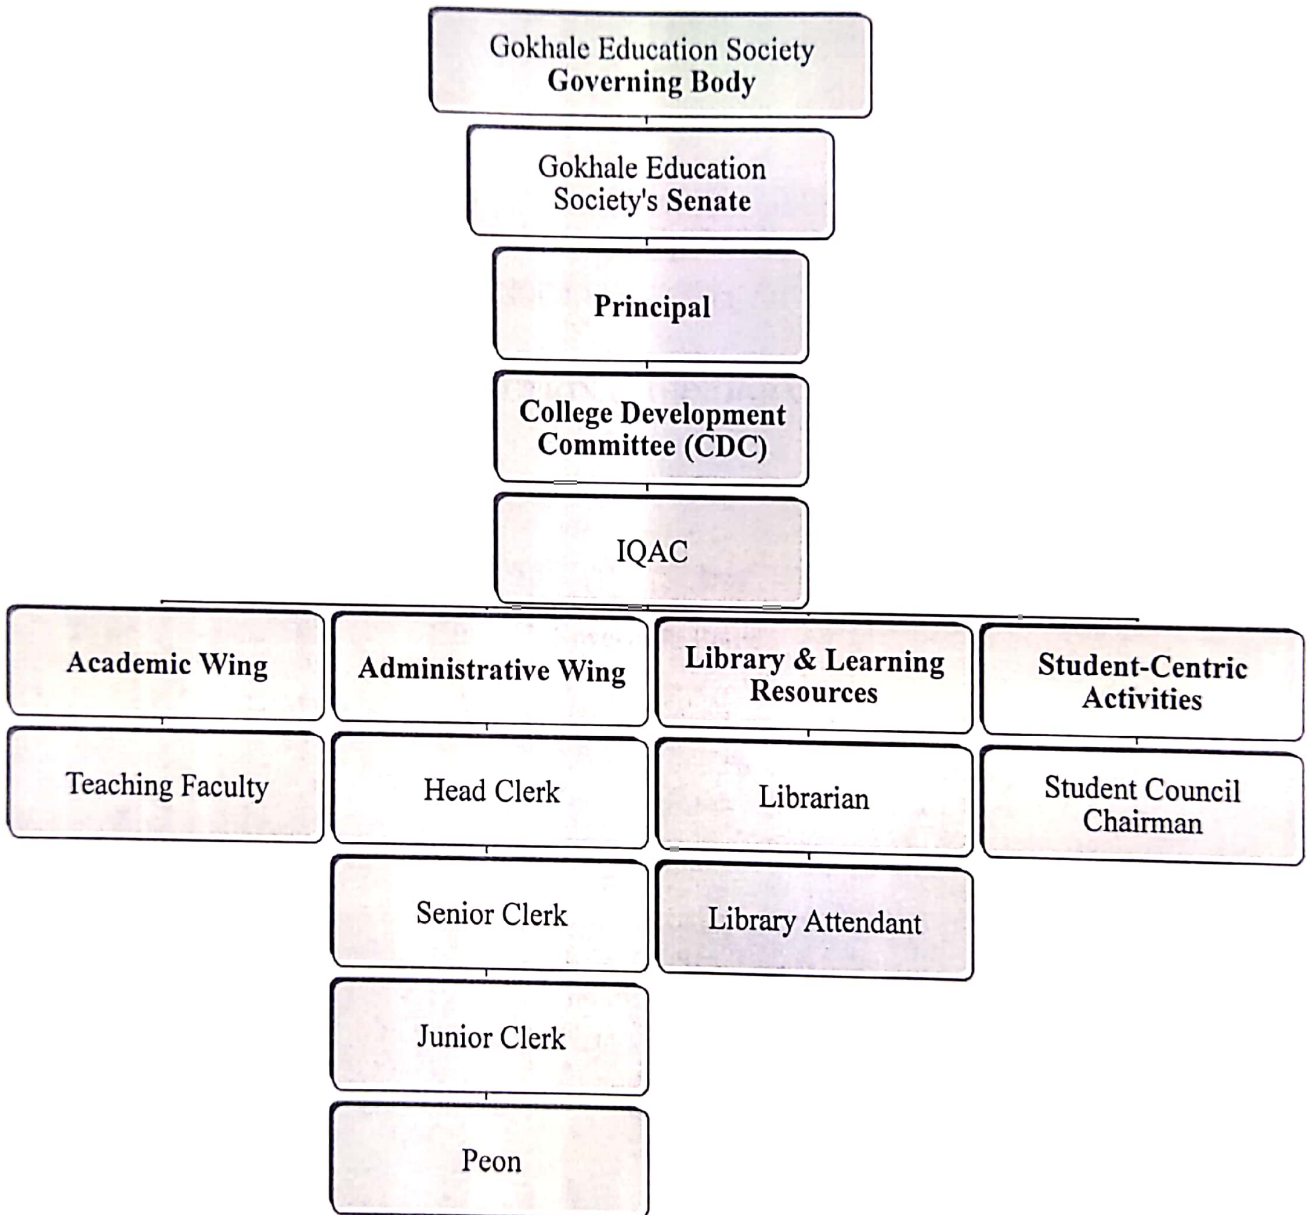 Gokhale Education Society
Governing Body
Gokhale Education
Society's Senate
Principal
College Development
Committee (CDC)
IQAC
Academic Wing
Administrative Wing
Library & Learning
Resources
Student-Centric
Activities
Teaching Faculty
Head Clerk
Librarian
Student Council
Chairman
Senior Clerk
Library Attendant
Junior Clerk
Peon